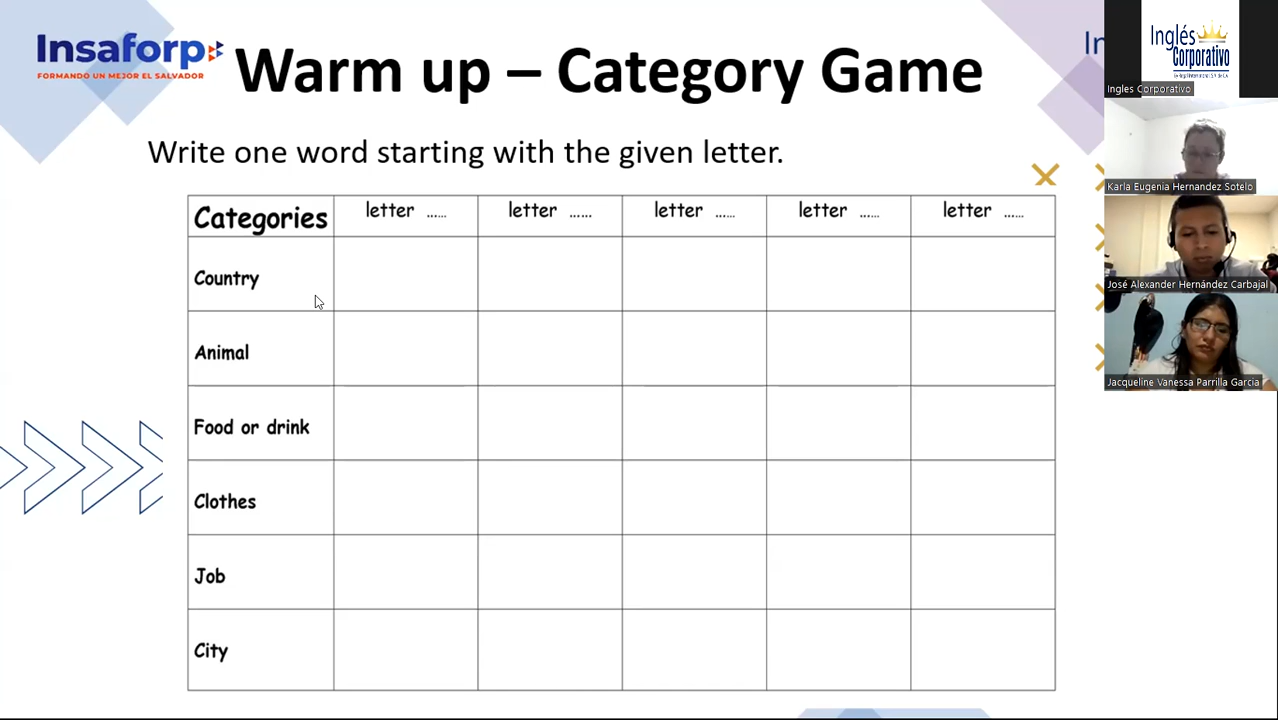 Insaforp
FORMANDO UN MEJOR EL SALVADOR
Warm up – Category Game
Write one word starting with the given letter.
Categories letter ...... letter ...... letter ...... letter ...... letter ......
Country
Animal
Food or drink
Clothes
Job
City
In
Inglés
Corporativo
Ingles Corporativo
Karla Eugenia Hernandez Sotelo
José Alexander Hernández Carbajal
Jacqueline Vanessa Parrilla Garcia